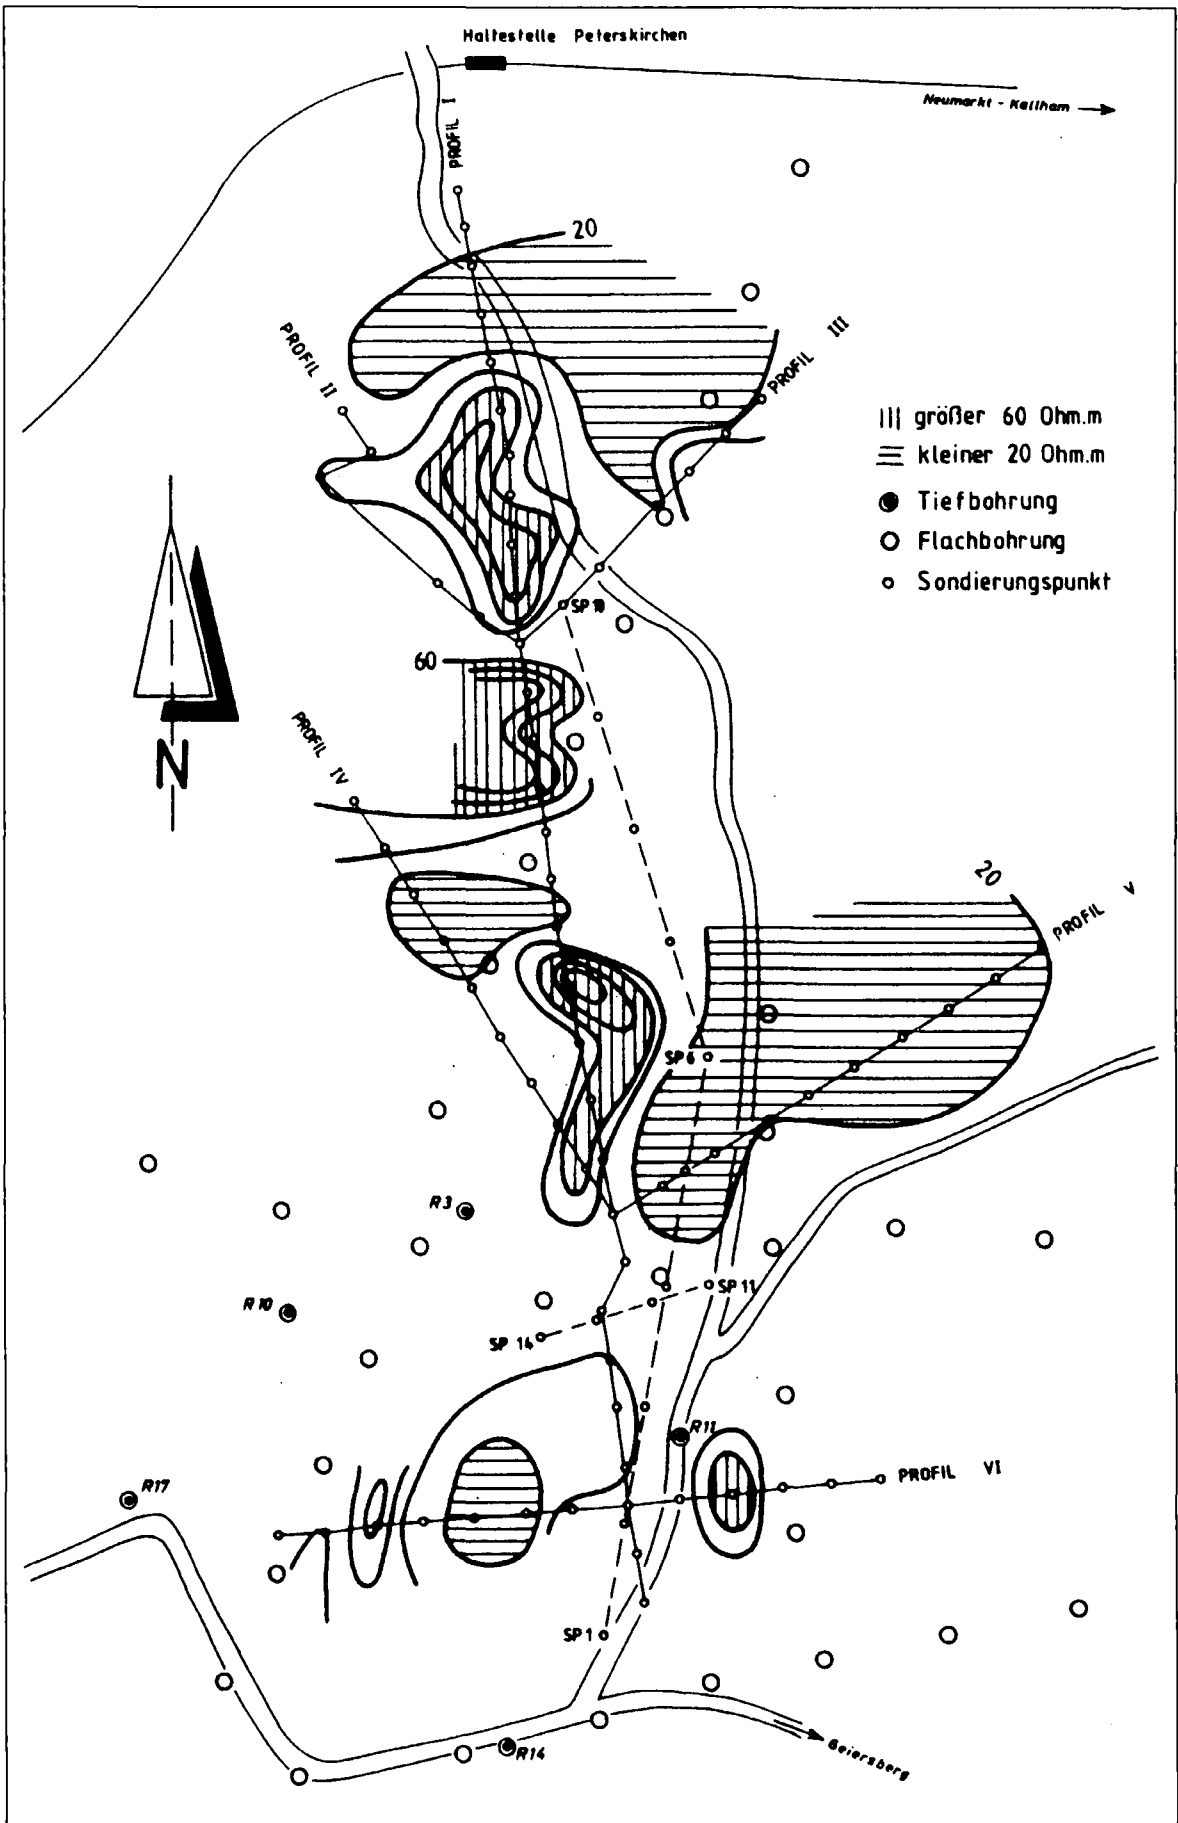 Haltestelle Peterskirchen
Neumarkt - Kallham
PROFIL I
20
PROFIL II
PROFIL III
||| größer 60 Ohm.m
≡ kleiner 20 Ohm.m
Tiefbohrung
Flachbohrung
Sondierungspunkt
SP 10
60
N
PROFIL IV
20
PROFIL V
SP 6
R3
R10
SP 11
SP 14
R11
PROFIL VI
R17
SP 1
R14
Geiersberg